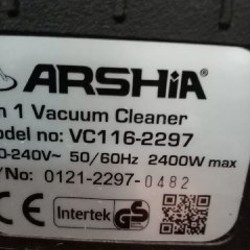 ARSHIA
n 1 Vacuum Cleaner
odel no: VC116-2297
0-240V~ 50/60Hz 2400W max
/No: 0121-2297-0482
Intertek GS